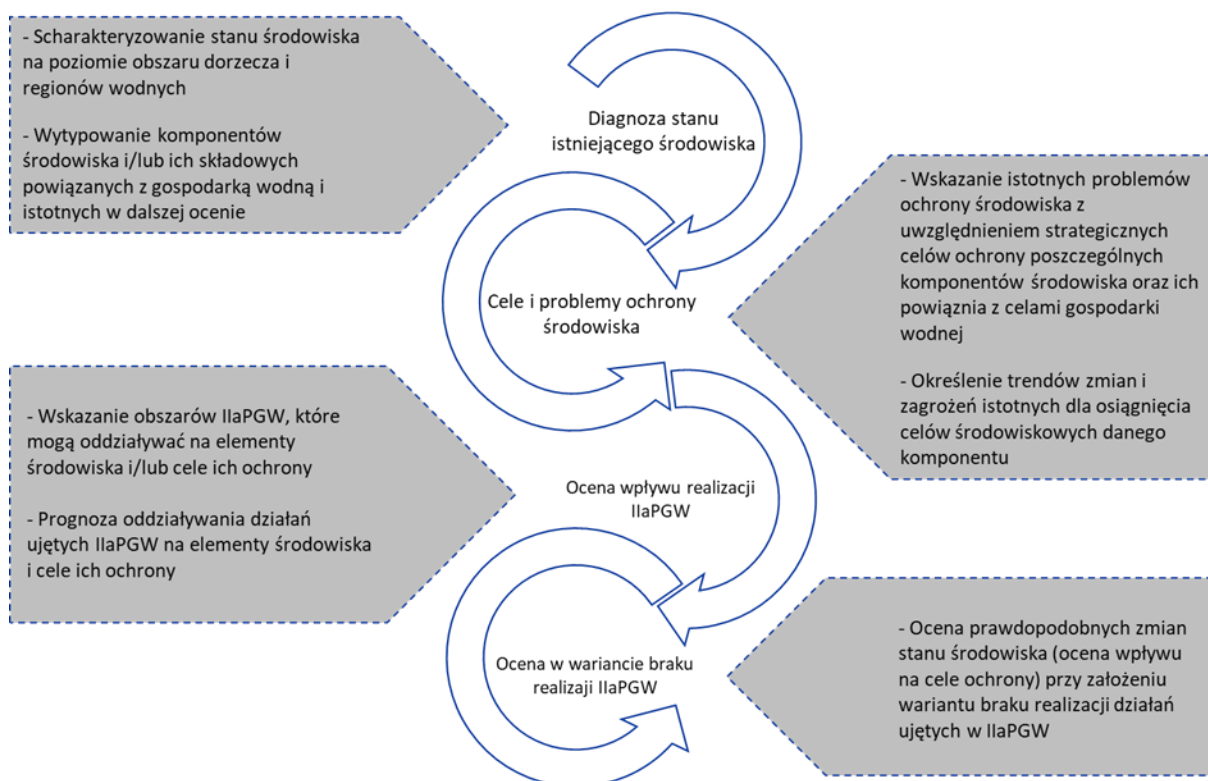 - Scharakteryzowanie stanu środowiska
na poziomie obszaru dorzecza i
regionów wodnych
- Wytypowanie komponentów
środowiska i/lub ich składowych
powiązanych z gospodarką wodną i
istotnych w dalszej ocenie
Diagnoza stanu
istniejącego środowiska
- Wskazanie istotnych problemów
ochrony środowiska z
uwzględnieniem strategicznych
celów ochrony poszczególnych
komponentów środowiska oraz ich
powiąznia z celami gospodarki
wodnej
- Określenie trendów zmian i
zagrożeń istotnych dla osiągnięcia
celów środowiskowych danego
komponentu
Cele i problemy ochrony
środowiska
- Wskazanie obszarów IIaPGW, które
mogą oddziaływać na elementy
środowiska i/lub cele ich ochrony
- Prognoza oddziaływania działań
ujętych IIaPGW na elementy środowiska
i cele ich ochrony
Ocena wpływu realizacji
IIaPGW
Ocena w wariancie braku
realizaji IIaPGW
- Ocena prawdopodobnych zmian
stanu środowiska (ocena wpływu
na cele ochrony) przy założeniu
wariantu braku realizacji działań
ujętych w IIaPGW